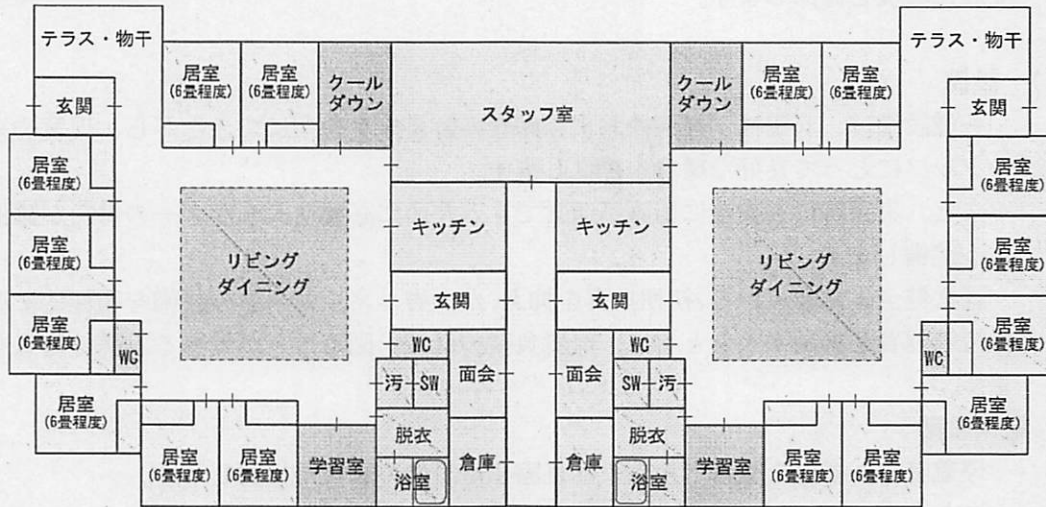 テラス・物干
テラス・物干
居室
(6畳程度)
居室
(6畳程度)
クール
ダウン
スタッフ室
クール
ダウン
居室
(6畳程度)
居室
(6畳程度)
玄関
玄関
居室
(6畳程度)
居室
(6畳程度)
居室
(6畳程度)
リビング
ダイニング
キッチン
キッチン
リビング
ダイニング
居室
(6畳程度)
玄関
玄関
居室
(6畳程度)
WC
WC
WC
居室
(6畳程度)
WC
居室
(6畳程度)
汚
SW
面会
面会
SW
汚
居室
(6畳程度)
居室
(6畳程度)
居室
(6畳程度)
学習室
脱衣
浴室
倉庫
倉庫
脱衣
浴室
学習室
居室
(6畳程度)
居室
(6畳程度)